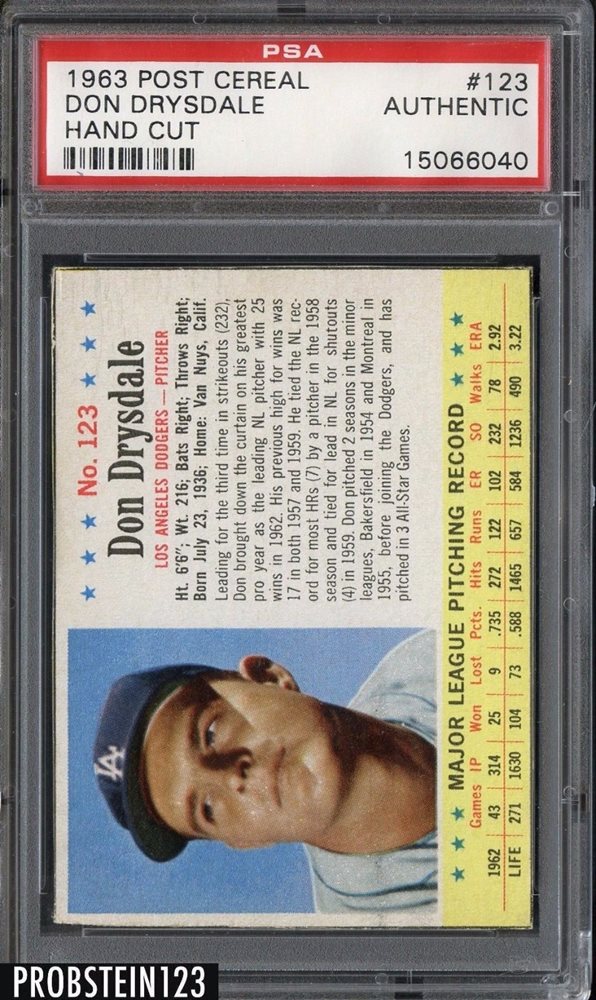 PSA
1963 POST CEREAL #123
DON DRYSDALE AUTHENTIC
HAND CUT
15066040
★ ★ ★ No. 123 ★ ★ ★
Don Drysdale
LOS ANGELES DODGERS — PITCHER
Ht. 6'6"; Wt. 216; Bats Right; Throws Right;
Born July 23, 1936; Home: Van Nuys, Calif.
Leading for the third time in strikeouts (232),
Don brought down the curtain on his greatest
pro year as the leading NL pitcher with 25
wins in 1962. His previous high for wins was
17 in both 1957 and 1959. He tied the NL rec-
ord for most HRs (7) by a pitcher in the 1958
season and tied for lead in NL for shutouts
(4) in 1959. Don pitched 2 seasons in the minor
leagues, Bakersfield in 1954 and Montreal in
1955, before joining the Dodgers, and has
pitched in 3 All-Star Games.
LA
★ ★ ★ MAJOR LEAGUE PITCHING RECORD ★ ★ ★
Games IP Won Lost Pcts. Hits Runs ER SO Walks ERA
1962 43 314 25 9 .735 272 122 102 232 78 2.92
LIFE 271 1630 104 73 .588 1465 657 584 1236 490 3.22
PROBSTEIN123